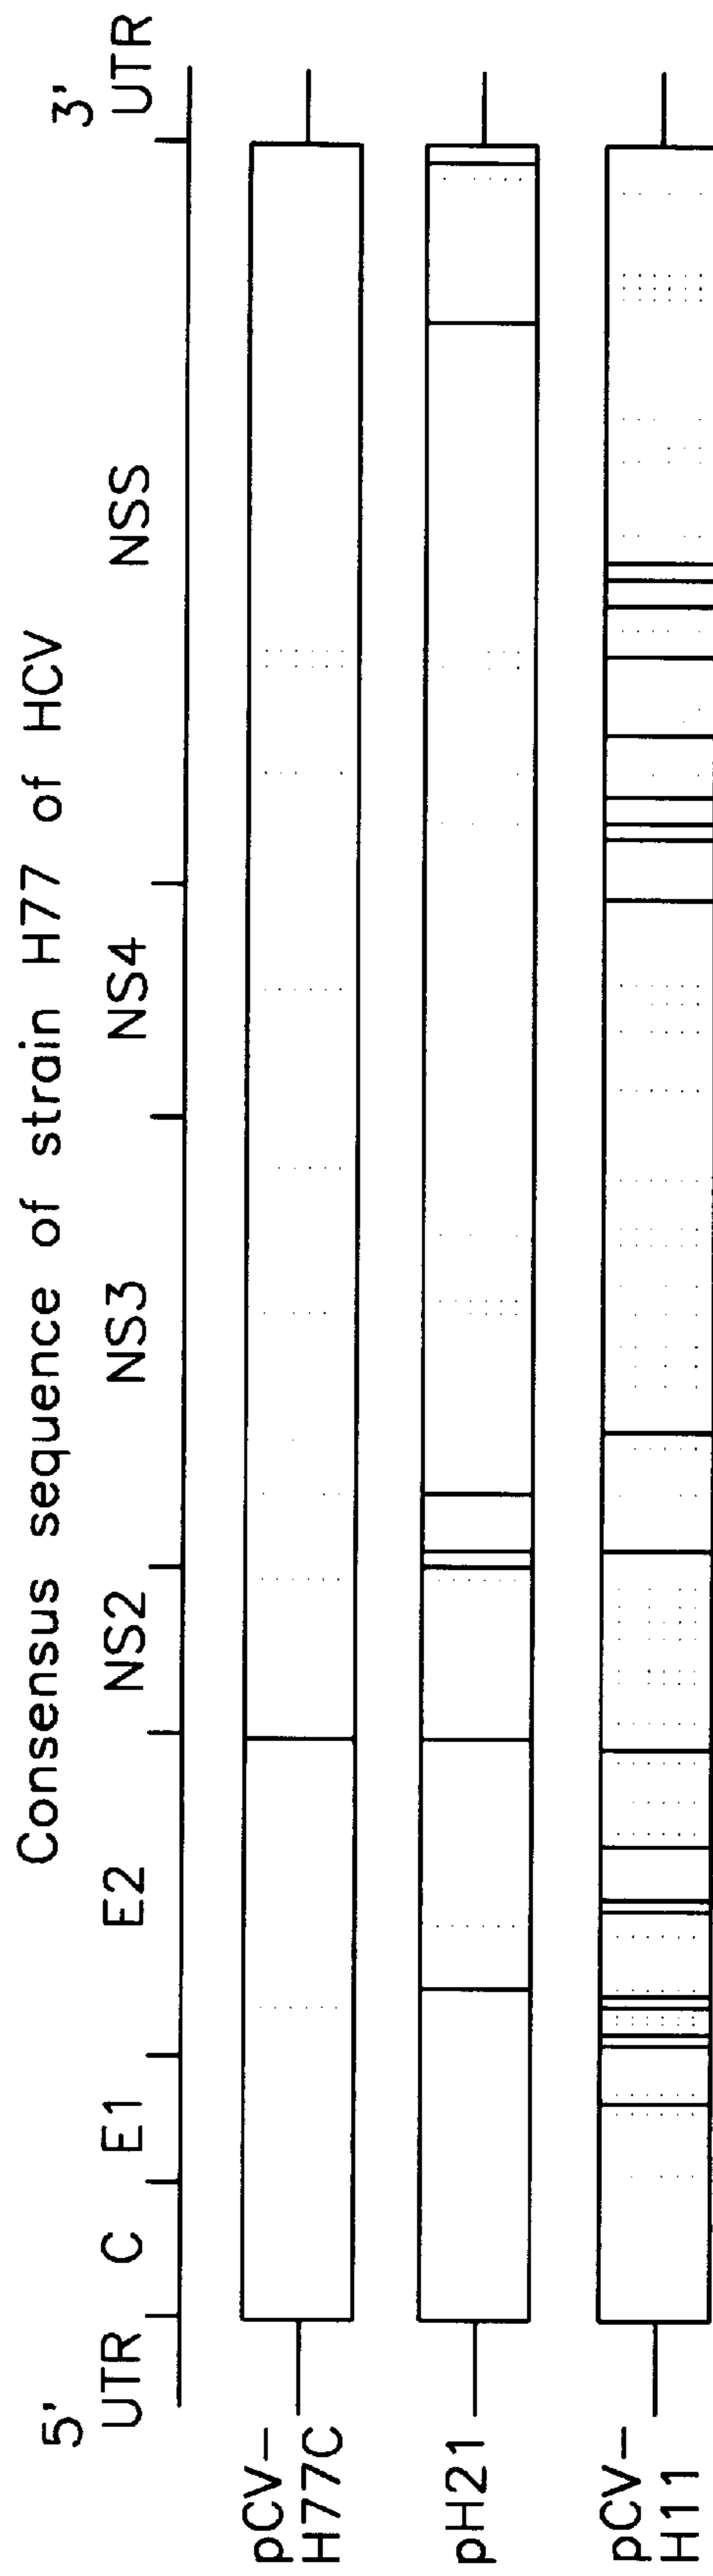 Consensus sequence of strain H77 of HCV
5'
UTR C E1 E2 NS2 NS3 NS4 NSS
3'
UTR
pCV-
H77C
pH21
pCV-
H11